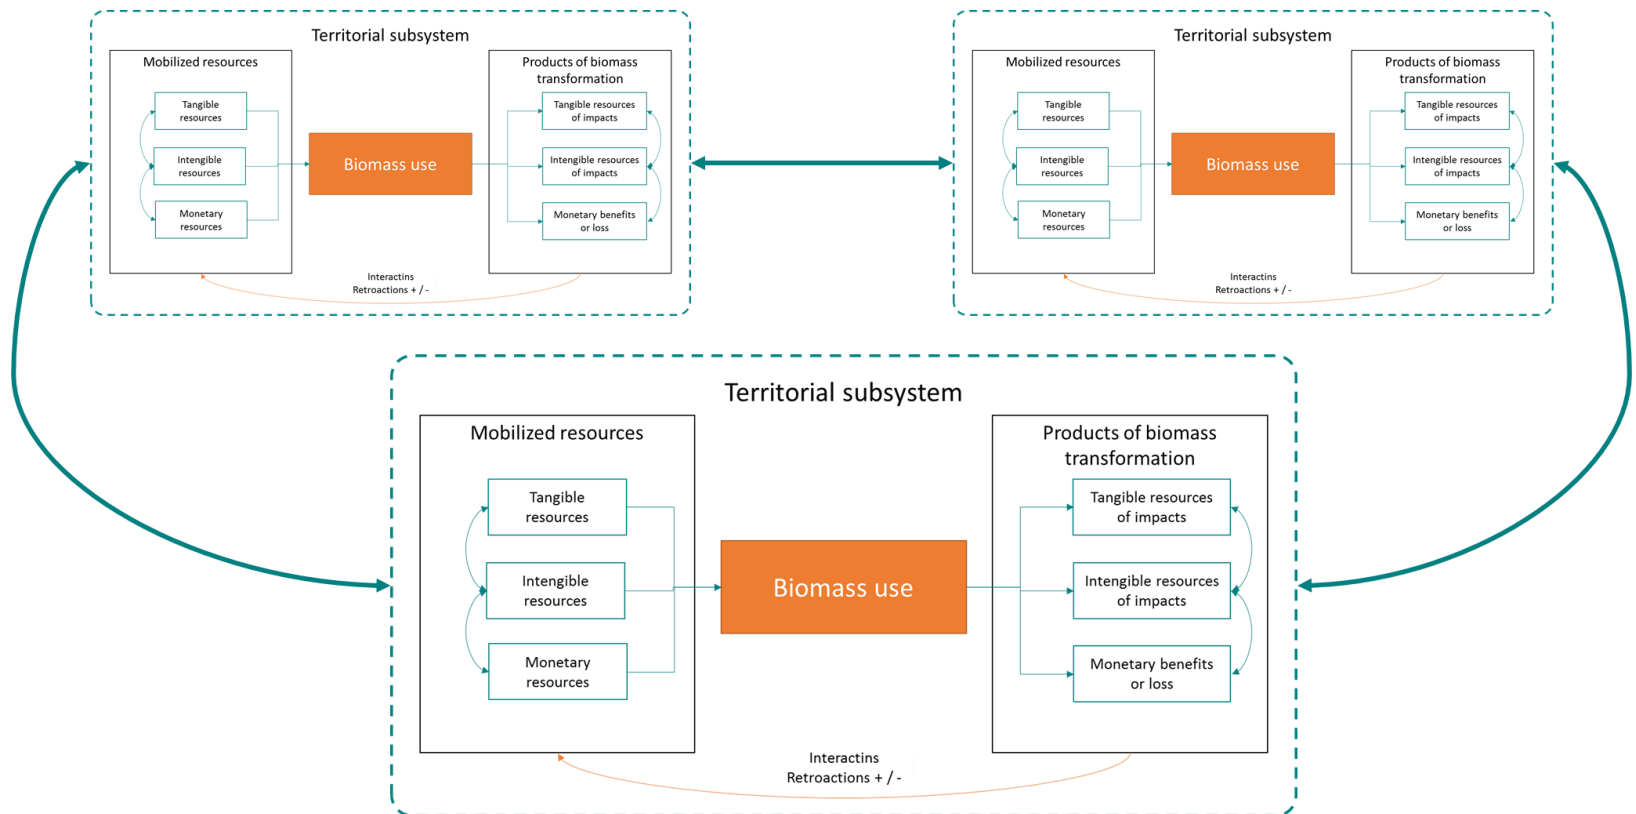 Territorial subsystem
Mobilized resources
Tangible
resources
Intengible
resources
Monetary
resources
Biomass use
Products of biomass
transformation
Tangible resources
of impacts
Intengible resources
of impacts
Monetary benefits
or loss
Interactins
Retroactions + / -
Territorial subsystem
Mobilized resources
Tangible
resources
Intengible
resources
Monetary
resources
Biomass use
Products of biomass
transformation
Tangible resources
of impacts
Intengible resources
of impacts
Monetary benefits
or loss
Interactins
Retroactions + / -
Territorial subsystem
Mobilized resources
Tangible
resources
Intengible
resources
Monetary
resources
Biomass use
Products of biomass
transformation
Tangible resources
of impacts
Intengible resources
of impacts
Monetary benefits
or loss
Interactins
Retroactions + / -